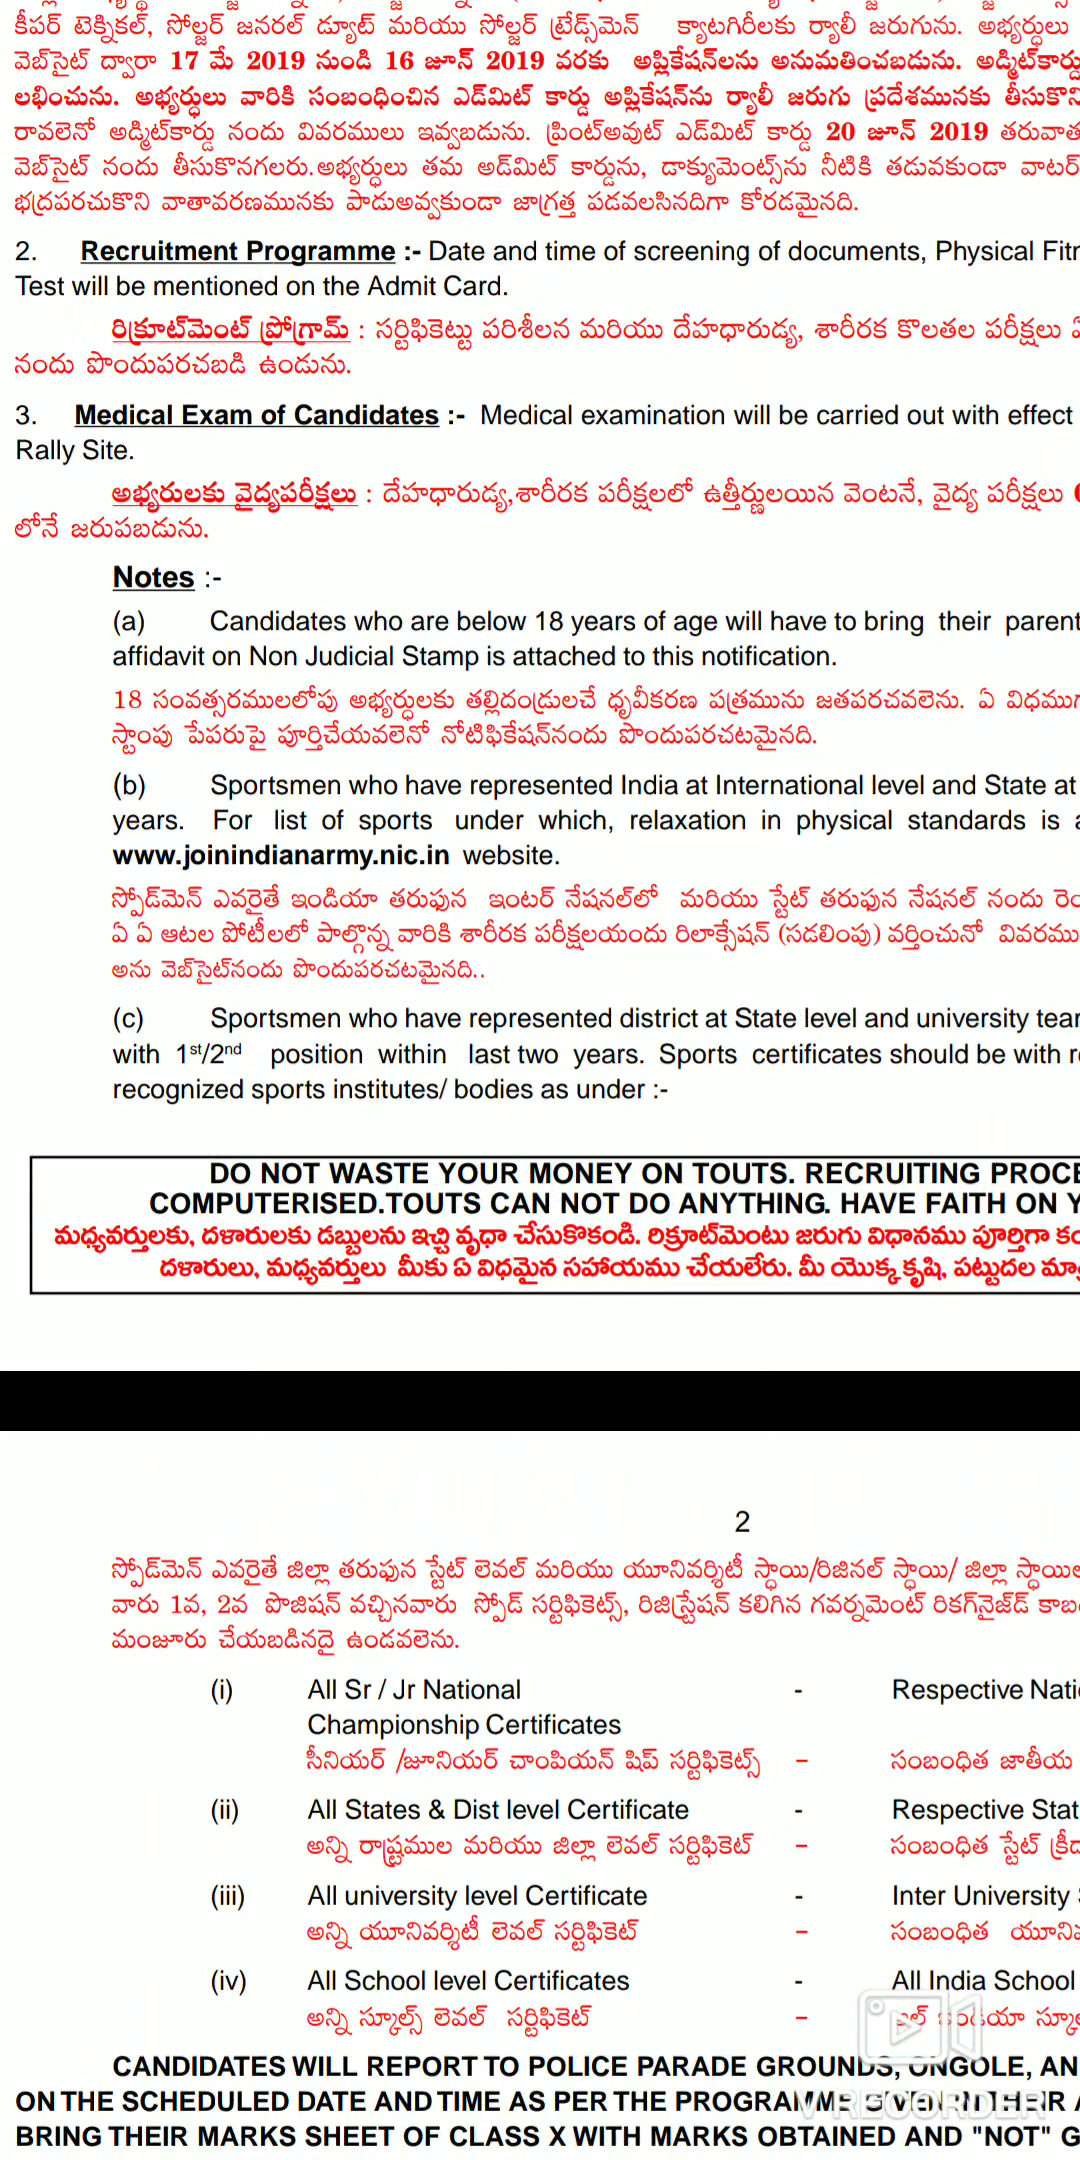 కీపర్ టెక్నికల్, సోల్జర్ జనరల్ డ్యూటీ మరియు సోల్జర్ ట్రేడ్స్‌మెన్ క్యాటగిరీలకు ర్యాలీ జరుగును. అభ్యర్థులు
వెబ్‌సైట్ ద్వారా 17 మే 2019 నుండి 16 జూన్ 2019 వరకు అప్లికేషన్‌లను అనుమతించబడును. అడ్మిట్‌కార్డు
లభించును. అభ్యర్ధులు వారికి సంబంధించిన ఎడ్‌మిట్ కార్డు అప్లికేషన్‌ను ర్యాలీ జరుగు ప్రదేశమునకు తీసుకొని
రావలెనో అడ్మిట్‌కార్డు నందు వివరములు ఇవ్వబడును. ప్రింట్‌అవుట్ ఎడ్‌మిట్ కార్డు 20 జూన్ 2019 తరువాత
వెబ్‌సైట్ నందు తీసుకొనగలరు.అభ్యర్ధులు తమ అడ్‌మిట్ కార్డును, డాక్యుమెంట్స్‌ను నీటికి తడువకుండా వాటర్
భద్రపరచుకొని వాతావరణమునకు పాడుఅవ్వకుండా జాగ్రత్త పడవలసినదిగా కోరడమైనది.
2. Recruitment Programme :- Date and time of screening of documents, Physical
Test will be mentioned on the Admit Card.
రిక్రూట్‌మెంట్ ప్రోగ్రామ్ : సర్టిఫికెట్టు పరిశీలన మరియు దేహధారుడ్య, శారీరక కొలతల పరీక్షలు
నందు పొందుపరచబడి ఉండును.
3. Medical Exam of Candidates :- Medical examination will be carried out with effect
Rally Site.
అభ్యరులకు వైద్యపరీక్షలు : దేహధారుడ్య,శారీరక పరీక్షలలో ఉత్తీర్ణులయిన వెంటనే, వైద్య పరీక్షలు
లోనే జరుపబడును.
Notes :-
(a) Candidates who are below 18 years of age will have to bring their parent
affidavit on Non Judicial Stamp is attached to this notification.
18 సంవత్సరములలోపు అభ్యర్ధులకు తల్లిదండ్రులచే ధృవీకరణ పత్రమును జతపరచవలెను. ఏ
స్టాంపు పేపరుపై పూర్తిచేయవలెనో నోటిఫికేషన్‌నందు పొందుపరచటమైనది.
(b) Sportsmen who have represented India at International level and State at
years. For list of sports under which, relaxation in physical standards is
www.joinindianarmy.nic.in website.
స్పోడ్‌మెన్ ఎవరైతే ఇండియా తరుఫున ఇంటర్ నేషనల్‌లో మరియు స్టేట్ తరుఫున నేషనల్ నందు
ఏ ఏ ఆటల పోటీలలో పాల్గొన్న వారికి శారీరక పరీక్షలయందు రిలాక్సేషన్ (సడలింపు) వర్తించునో వివరము
అను వెబ్‌సైట్‌నందు పొందుపరచటమైనది..
(c) Sportsmen who have represented district at State level and university
with 1st/2nd position within last two years. Sports certificates should be with
recognized sports institutes/ bodies as under :-
DO NOT WASTE YOUR MONEY ON TOUTS. RECRUITING
COMPUTERISED.TOUTS CAN NOT DO ANYTHING. HAVE FAITH ON
మధ్యవర్తులకు, దళారులకు డబ్బులను ఇచ్చి వృధా చేసుకొకండి. రిక్రూట్‌మెంటు జరుగు విధానము పూర్తిగా
దళారులు, మధ్యవర్తులు మీకు ఏ విధమైన సహాయము చేయలేరు. మీ యొక్క కృషి, పట్టుదల
2
స్పోడ్‌మెన్ ఎవరైతే జిల్లా తరుఫున స్టేట్ లెవల్ మరియు యూనివర్శిటీ స్ధాయి/రిజినల్ స్ధాయి/ జిల్లా
వారు 1వ, 2వ పొజిషన్ వచ్చినవారు స్పోడ్ సర్టిఫికెట్స్, రిజిస్ట్రేషన్ కలిగిన గవర్నమెంట్ రికగ్‌నైజ్‌డ్
మంజూరు చేయబడినదై ఉండవలెను.
(i) All Sr / Jr National - Respective
Championship Certificates
సీనియర్ /జూనియర్ చాంపియన్ షిప్ సర్టిఫికెట్స్ – సంబంధిత జాతీయ
(ii) All States & Dist level Certificate - Respective
అన్ని రాష్ట్రముల మరియు జిల్లా లెవల్ సర్టిఫికెట్ – సంబంధిత స్టేట్
(iii) All university level Certificate - Inter University
అన్ని యూనివర్శిటీ లెవల్ సర్టిఫికెట్ – సంబంధిత
(iv) All School level Certificates - All India School
అన్ని స్కూల్స్ లెవల్ సర్టిఫికెట్ –
CANDIDATES WILL REPORT TO POLICE PARADE GROUNDS, ONGOLE,
ON THE SCHEDULED DATE AND TIME AS PER THE PROGRAMME GIVEN IN THEIR
BRING THEIR MARKS SHEET OF CLASS X WITH MARKS OBTAINED AND "NOT"
V RECORDER